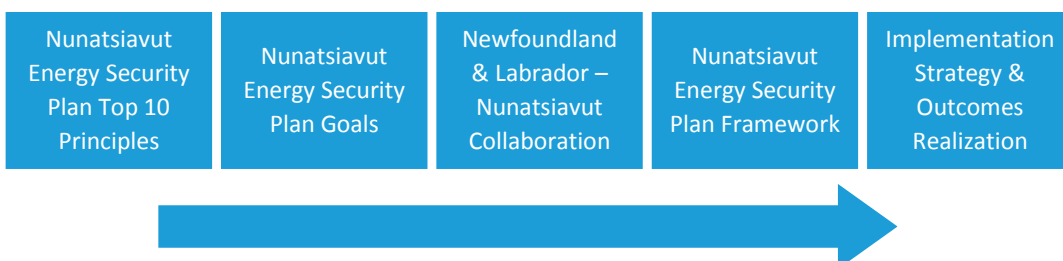 Nunatsiavut
Energy Security
Plan Top 10
Principles
Nunatsiavut
Energy Security
Plan Goals
Newfoundland
& Labrador –
Nunatsiavut
Collaboration
Nunatsiavut
Energy Security
Plan Framework
Implementation
Strategy &
Outcomes
Realization